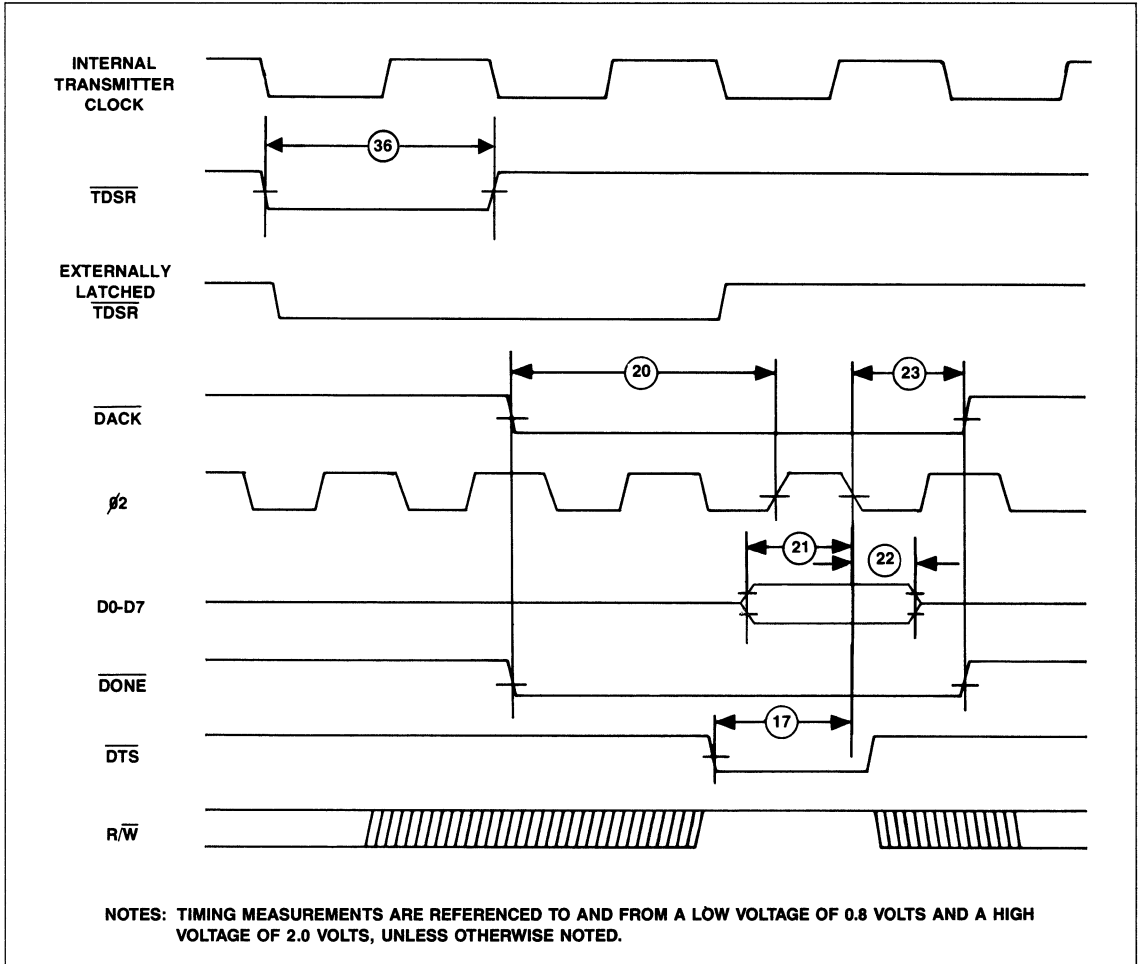 INTERNAL
TRANSMITTER
CLOCK
36
TDSR
EXTERNALLY
LATCHED
TDSR
20
23
DACK
ø2
21
22
D0-D7
DONE
17
DTS
R/W
NOTES: TIMING MEASUREMENTS ARE REFERENCED TO AND FROM A LOW VOLTAGE OF 0.8 VOLTS AND A HIGH
VOLTAGE OF 2.0 VOLTS, UNLESS OTHERWISE NOTED.